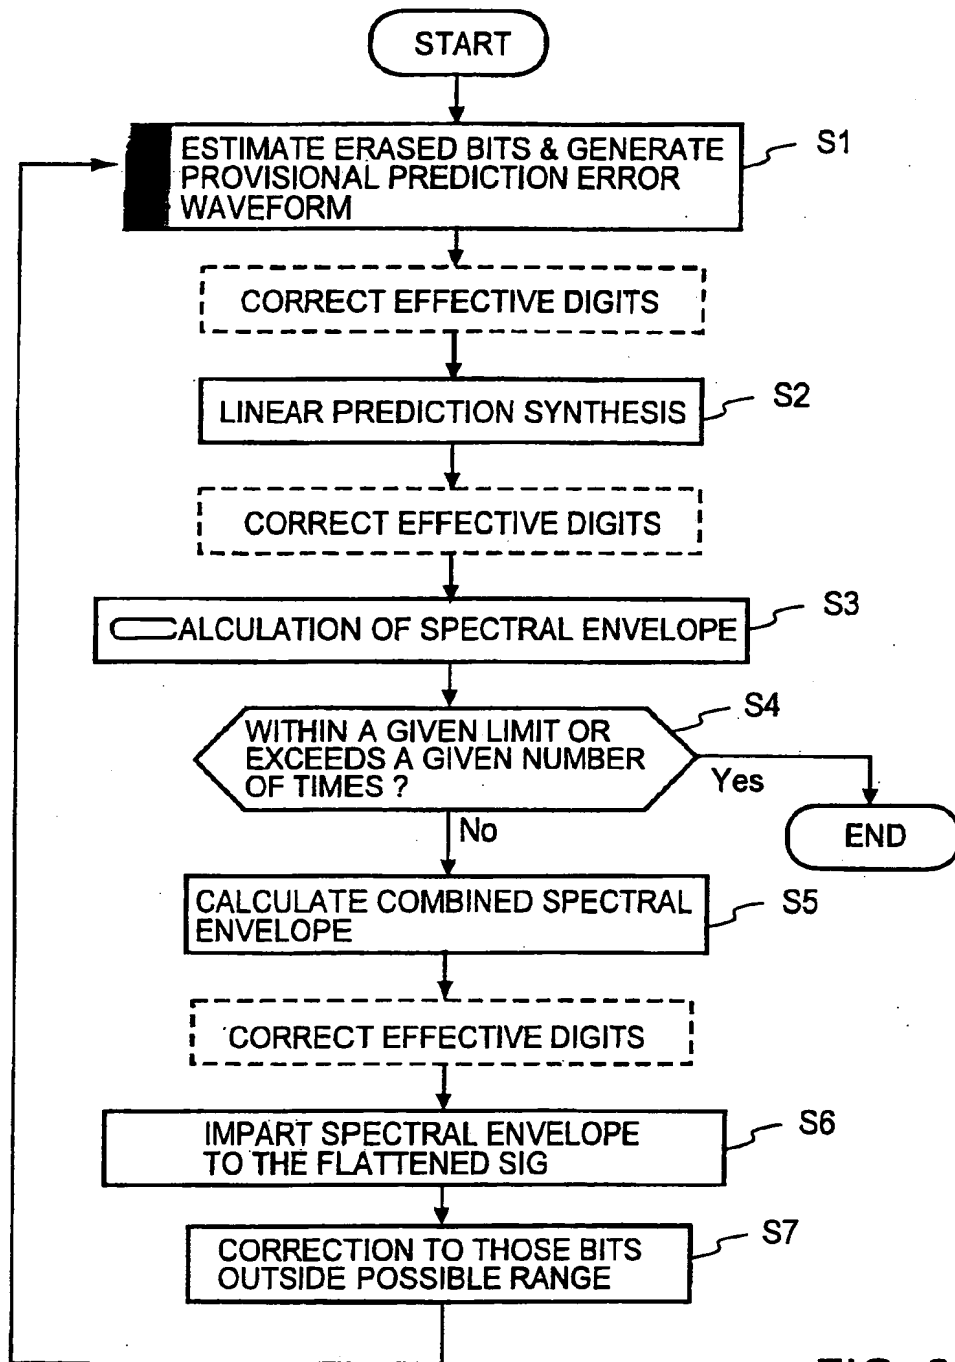 START
ESTIMATE ERASED BITS & GENERATE
PROVISIONAL PREDICTION ERROR
WAVEFORM
S1
CORRECT EFFECTIVE DIGITS
LINEAR PREDICTION SYNTHESIS
S2
CORRECT EFFECTIVE DIGITS
ALCULATION OF SPECTRAL ENVELOPE
S3
WITHIN A GIVEN LIMIT OR
EXCEEDS A GIVEN NUMBER
OF TIMES ?
S4
Yes
END
No
CALCULATE COMBINED SPECTRAL
ENVELOPE
S5
CORRECT EFFECTIVE DIGITS
IMPART SPECTRAL ENVELOPE
TO THE FLATTENED SIG
S6
CORRECTION TO THOSE BITS
OUTSIDE POSSIBLE RANGE
S7